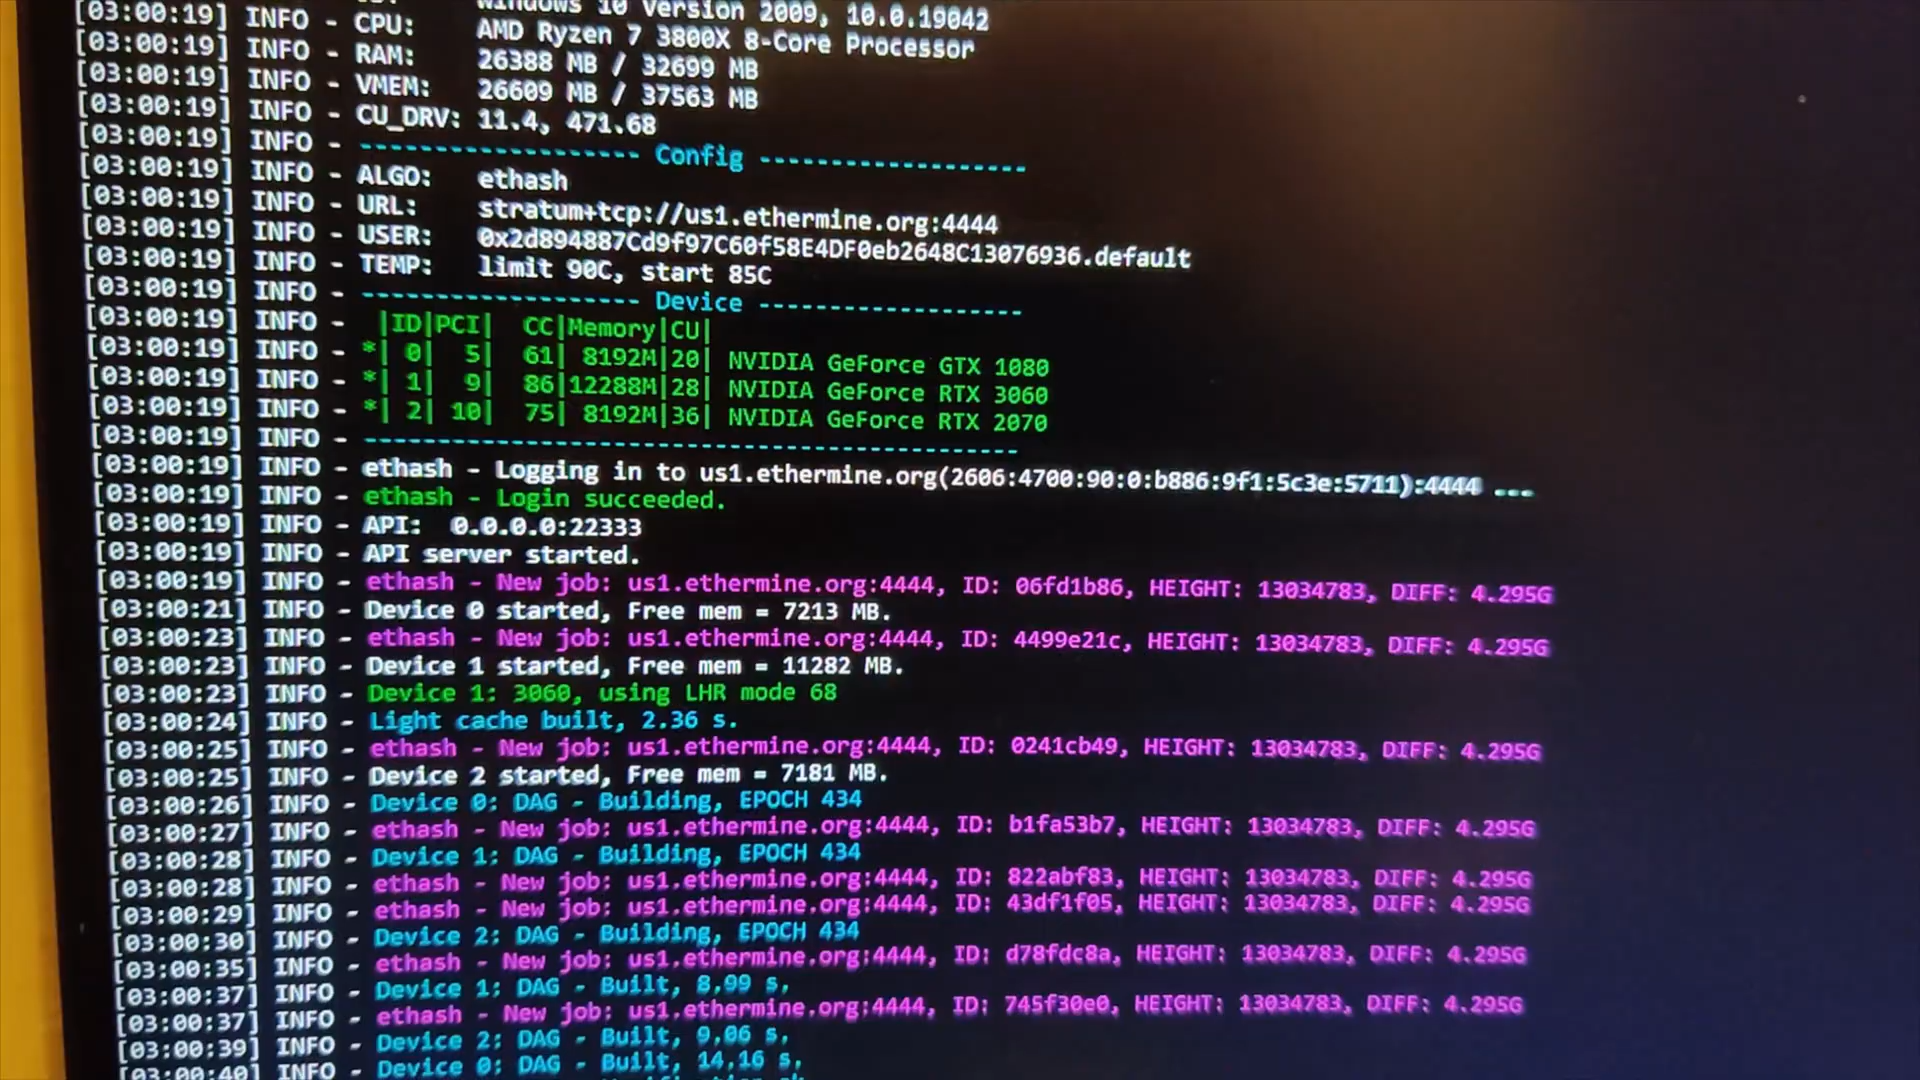 [03:00:19] INFO - Windows 10 Version 2009, 10.0.19042
[03:00:19] INFO - CPU: AMD Ryzen 7 3800X 8-Core Processor
[03:00:19] INFO - RAM: 26388 MB / 32699 MB
[03:00:19] INFO - VMEM: 26609 MB / 37563 MB
[03:00:19] INFO - CU_DRV: 11.4, 471.68
[03:00:19] INFO - ------------------- Config -------------------
[03:00:19] INFO - ALGO: ethash
[03:00:19] INFO - URL: stratum+tcp://us1.ethermine.org:4444
[03:00:19] INFO - USER: 0x2d894887Cd9f97C60f58E4DF0eb2648C13076936.default
[03:00:19] INFO - TEMP: limit 90C, start 85C
[03:00:19] INFO - ------------------- Device -------------------
[03:00:19] INFO - |ID|PCI| CC|Memory|CU|
[03:00:19] INFO - *| 0| 5| 61| 8192M|20| NVIDIA GeForce GTX 1080
[03:00:19] INFO - *| 1| 9| 86|12288M|28| NVIDIA GeForce RTX 3060
[03:00:19] INFO - *| 2| 10| 75| 8192M|36| NVIDIA GeForce RTX 2070
[03:00:19] INFO - ---------------------------------------------
[03:00:19] INFO - ethash - Logging in to us1.ethermine.org(2606:4700:90:0:b886:9f1:5c3e:5711):4444 ...
[03:00:19] INFO - ethash - Login succeeded.
[03:00:19] INFO - API: 0.0.0.0:22333
[03:00:19] INFO - API server started.
[03:00:19] INFO - ethash - New job: us1.ethermine.org:4444, ID: 06fd1b86, HEIGHT: 13034783, DIFF: 4.295G
[03:00:21] INFO - Device 0 started, Free mem = 7213 MB.
[03:00:23] INFO - ethash - New job: us1.ethermine.org:4444, ID: 4499e21c, HEIGHT: 13034783, DIFF: 4.295G
[03:00:23] INFO - Device 1 started, Free mem = 11282 MB.
[03:00:23] INFO - Device 1: 3060, using LHR mode 68
[03:00:24] INFO - Light cache built, 2.36 s.
[03:00:25] INFO - ethash - New job: us1.ethermine.org:4444, ID: 0241cb49, HEIGHT: 13034783, DIFF: 4.295G
[03:00:25] INFO - Device 2 started, Free mem = 7181 MB.
[03:00:26] INFO - Device 0: DAG - Building, EPOCH 434
[03:00:27] INFO - ethash - New job: us1.ethermine.org:4444, ID: b1fa53b7, HEIGHT: 13034783, DIFF: 4.295G
[03:00:28] INFO - Device 1: DAG - Building, EPOCH 434
[03:00:28] INFO - ethash - New job: us1.ethermine.org:4444, ID: 822abf83, HEIGHT: 13034783, DIFF: 4.295G
[03:00:29] INFO - ethash - New job: us1.ethermine.org:4444, ID: 43df1f05, HEIGHT: 13034783, DIFF: 4.295G
[03:00:30] INFO - Device 2: DAG - Building, EPOCH 434
[03:00:35] INFO - ethash - New job: us1.ethermine.org:4444, ID: d78fdc8a, HEIGHT: 13034783, DIFF: 4.295G
[03:00:37] INFO - Device 1: DAG - Built, 8.99 s.
[03:00:37] INFO - ethash - New job: us1.ethermine.org:4444, ID: 745f30e0, HEIGHT: 13034783, DIFF: 4.295G
[03:00:39] INFO - Device 2: DAG - Built, 9.06 s.
[03:00:40] INFO - Device 0: DAG - Built, 14.16 s.